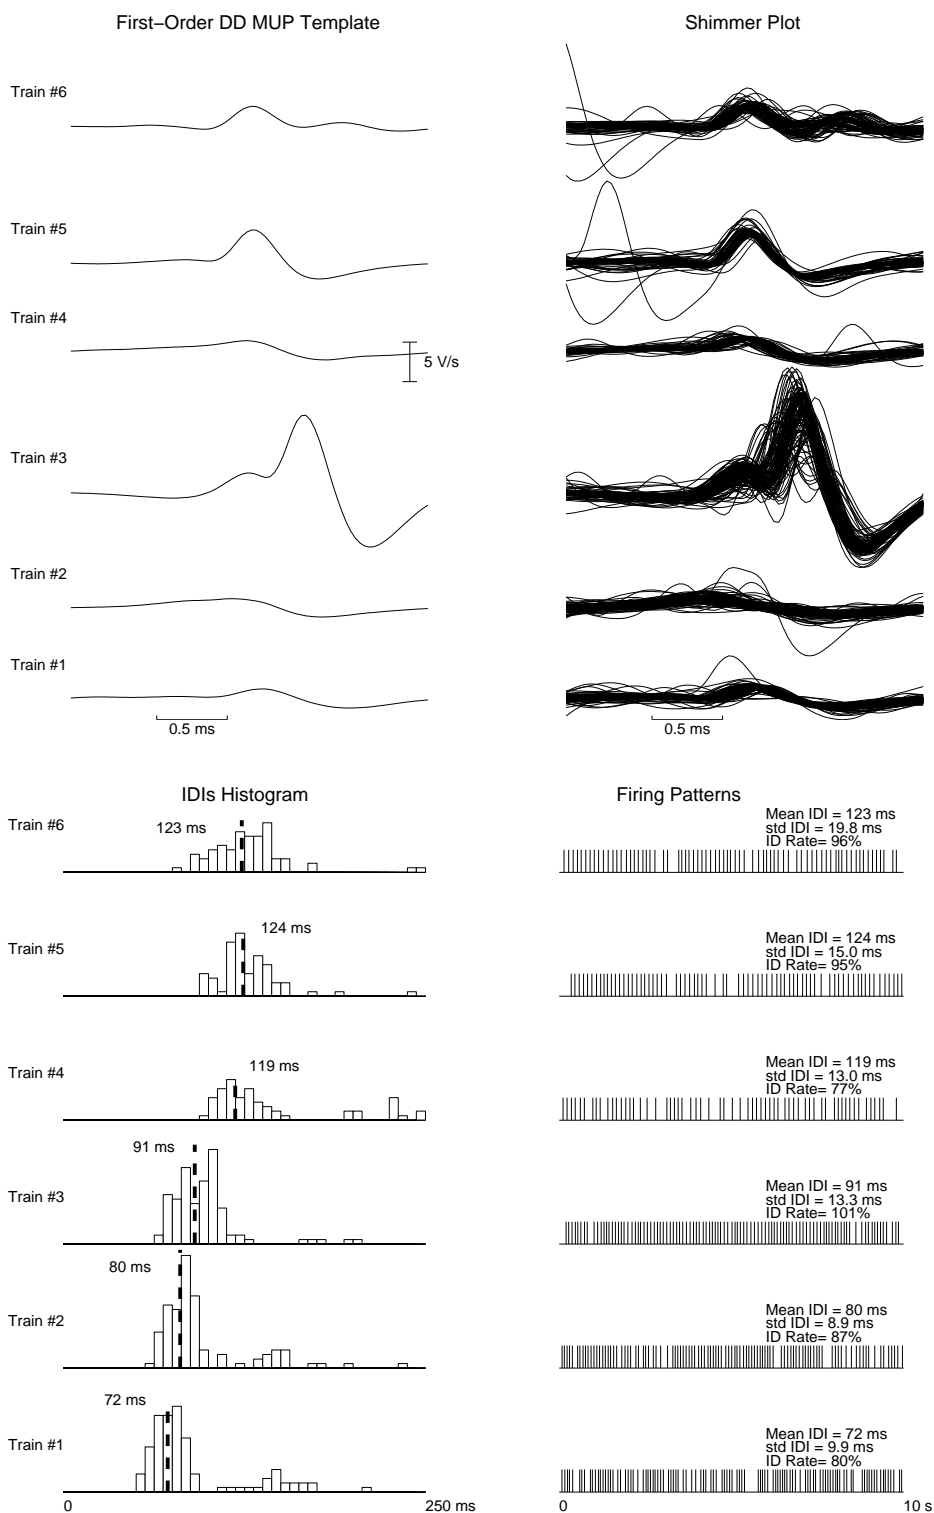 First−Order DD MUP Template
Shimmer Plot
Train #6
Train #5
Train #4
5 V/s
Train #3
Train #2
Train #1
0.5 ms
0.5 ms
IDIs Histogram
Firing Patterns
Train #6
123 ms
Mean IDI = 123 ms
std IDI = 19.8 ms
ID Rate= 96%
Train #5
124 ms
Mean IDI = 124 ms
std IDI = 15.0 ms
ID Rate= 95%
Train #4
119 ms
Mean IDI = 119 ms
std IDI = 13.0 ms
ID Rate= 77%
Train #3
91 ms
Mean IDI = 91 ms
std IDI = 13.3 ms
ID Rate= 101%
Train #2
80 ms
Mean IDI = 80 ms
std IDI = 8.9 ms
ID Rate= 87%
Train #1
72 ms
Mean IDI = 72 ms
std IDI = 9.9 ms
ID Rate= 80%
0
250 ms
0
10 s